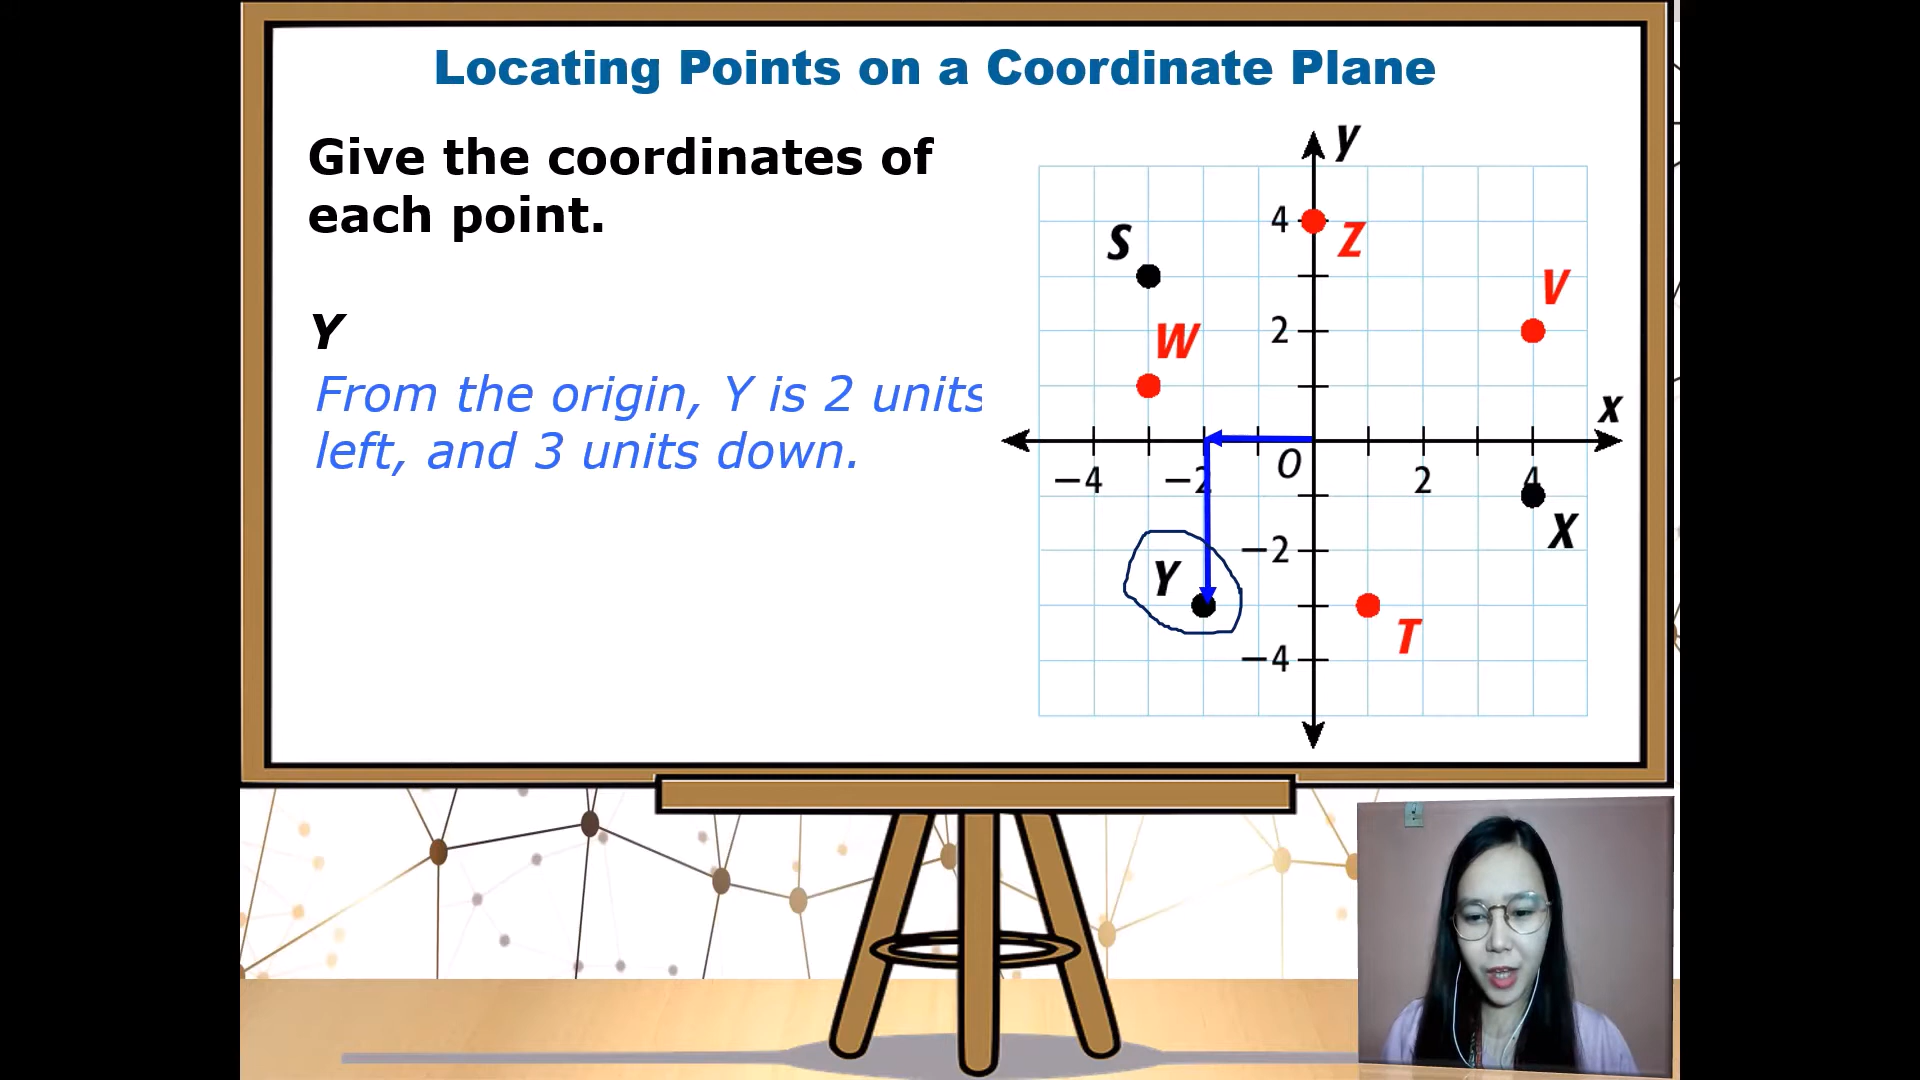 Locating Points on a Coordinate Plane
Give the coordinates of
each point.
Y
From the origin, Y is 2 units
left, and 3 units down.
y
4
Z
S
V
2
W
x
O
−4
−2
2
4
X
−2
Y
T
−4